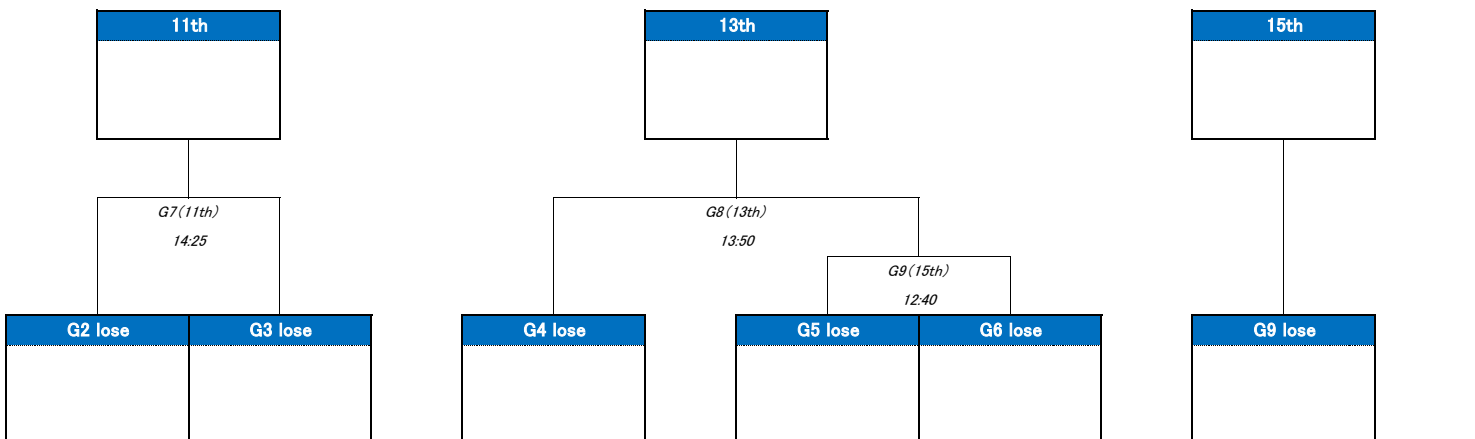 11th
13th
15th
G7(11th)
14:25
G8(13th)
13:50
G9(15th)
12:40
G2 lose
G3 lose
G4 lose
G5 lose
G6 lose
G9 lose